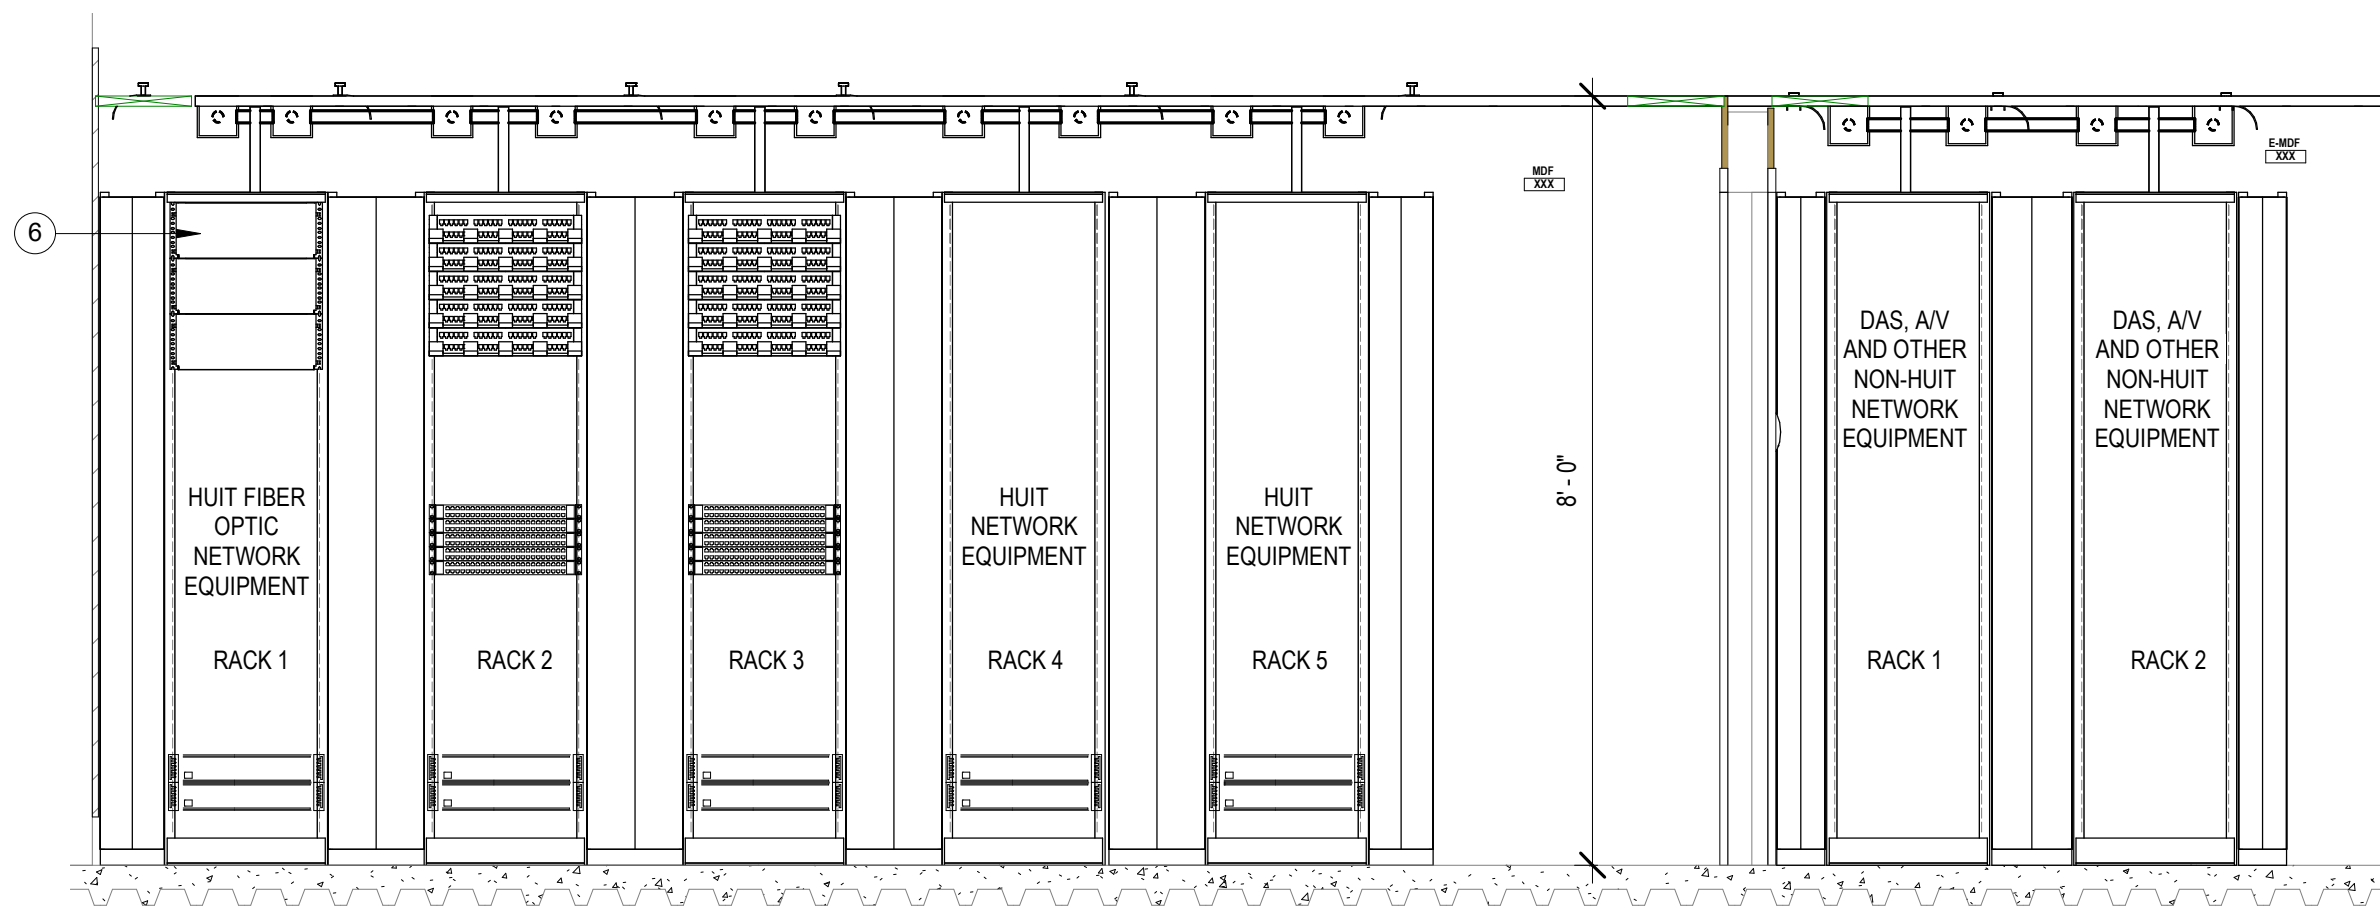 6
MDF
XXX
E-MDF
XXX
8' - 0"
HUIT FIBER
OPTIC
NETWORK
EQUIPMENT
RACK 1
RACK 2
RACK 3
HUIT
NETWORK
EQUIPMENT
RACK 4
HUIT
NETWORK
EQUIPMENT
RACK 5
DAS, A/V
AND OTHER
NON-HUIT
NETWORK
EQUIPMENT
RACK 1
DAS, A/V
AND OTHER
NON-HUIT
NETWORK
EQUIPMENT
RACK 2